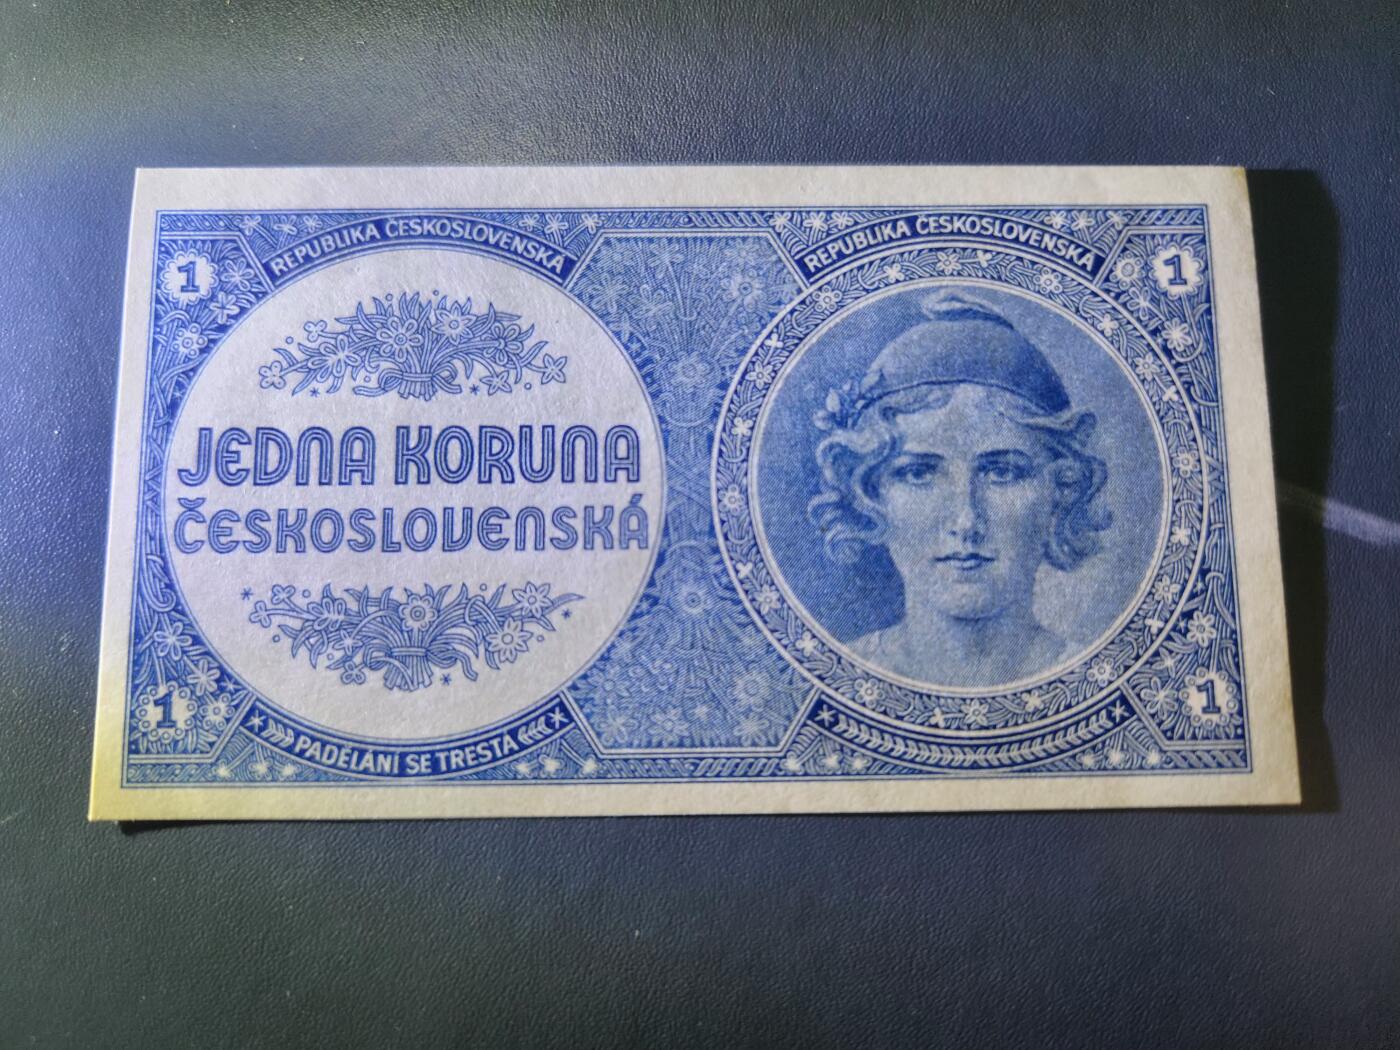 REPUBLIKA ČESKOSLOVENSKÁ
REPUBLIKA ČESKOSLOVENSKÁ
1
1
JEDNA KORUNA
ČESKOSLOVENSKÁ
1
1
PADĚLÁNÍ SE TRESTÁ